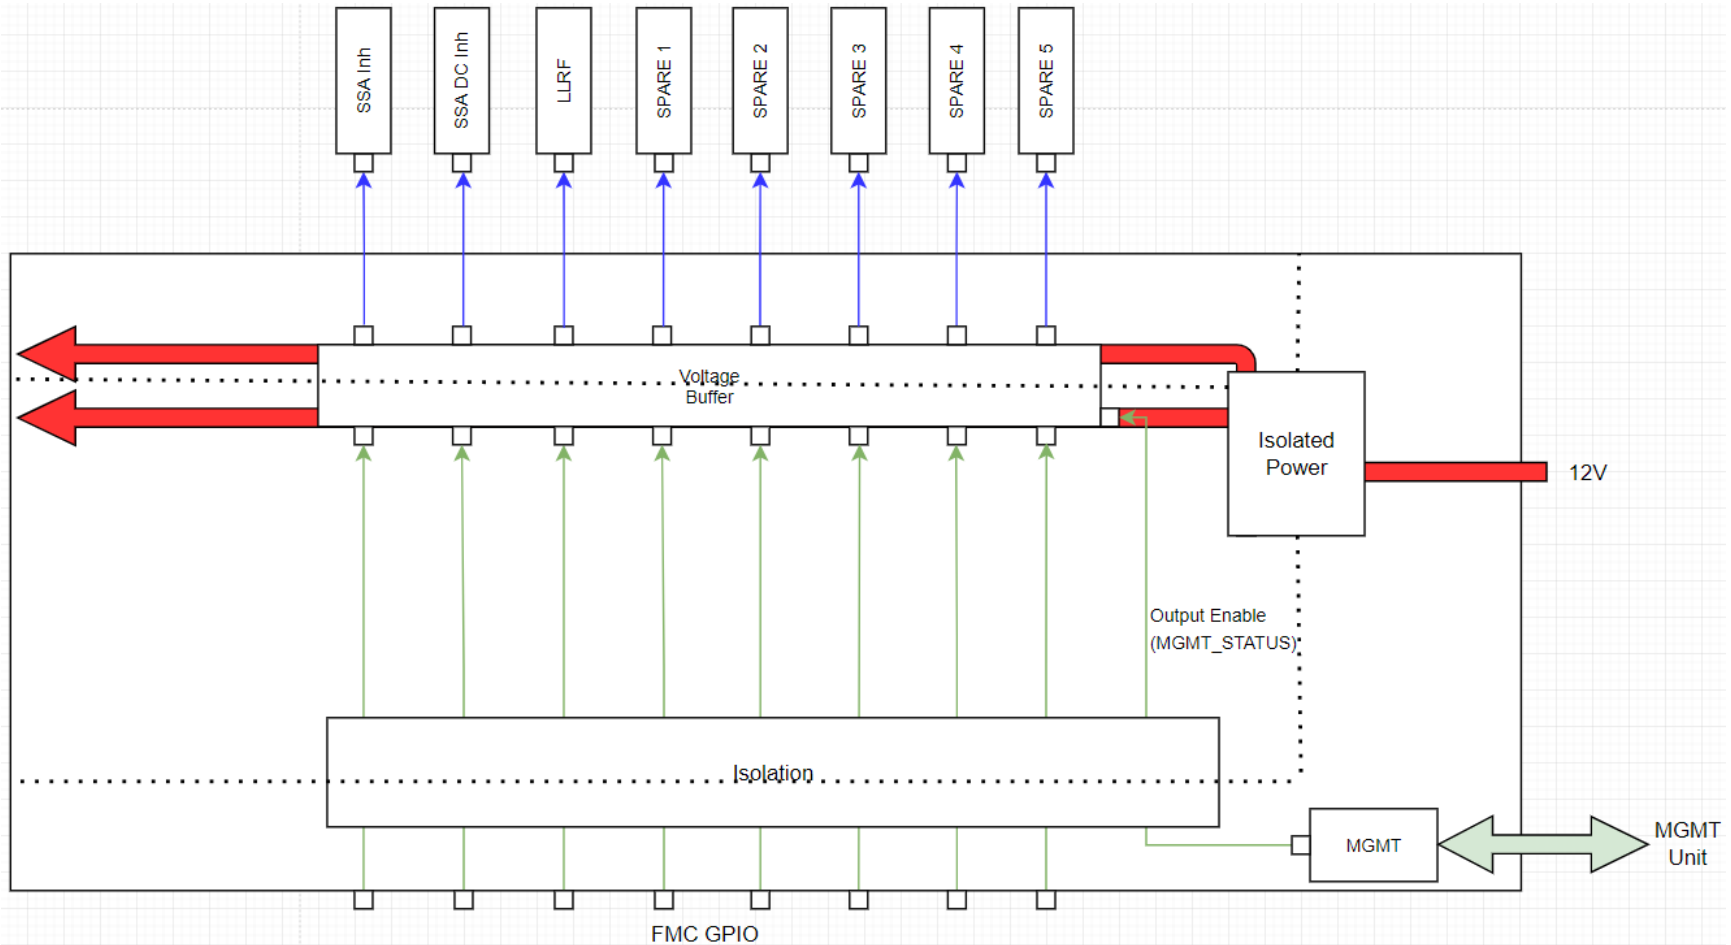 SSA Inh
SSA DC Inh
LLRF
SPARE 1
SPARE 2
SPARE 3
SPARE 4
SPARE 5
Voltage
Buffer
Isolated
Power
12V
Output Enable
(MGMT_STATUS)
Isolation
MGMT
MGMT
Unit
FMC GPIO